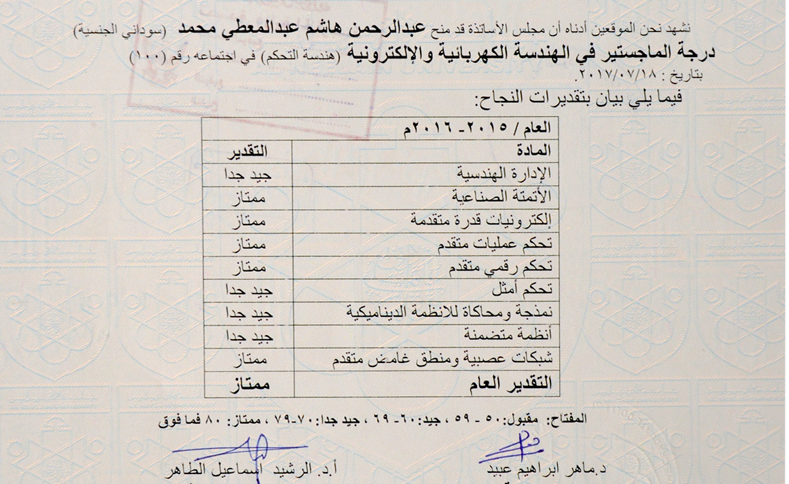 نشهد نحن الموقعين أدناه أن مجلس الأساتذة قد منح عبدالرحمن هاشم عبدالمعطي محمد (سوداني الجنسية)
درجة الماجستير في الهندسة الكهربائية والإلكترونية (هندسة التحكم) في اجتماعه رقم (١٠٠)
بتاريخ : ٢٠١٧/٠٧/١٨.
فيما يلي بيان بتقديرات النجاح:
العام / ٢٠١٥- ٢٠١٦م
المادة التقدير
الإدارة الهندسية جيد جدا
الأتمتة الصناعية ممتاز
إلكترونيات قدرة متقدمة ممتاز
تحكم عمليات متقدم ممتاز
تحكم رقمي متقدم ممتاز
تحكم أمثل جيد جدا
نمذجة ومحاكاة للانظمة الديناميكية جيد جدا
أنظمة متضمنة جيد جدا
شبكات عصبية ومنطق غامض متقدم ممتاز
التقدير العام ممتاز
المفتاح: مقبول:٥٠ - ٥٩ ، جيد:٦٠- ٦٩ ، جيد جدا:٧٠-٧٩ ، ممتاز: ٨٠ فما فوق
د.ماهر ابراهيم عبيد أ.د. الرشيد اسماعيل الطاهر